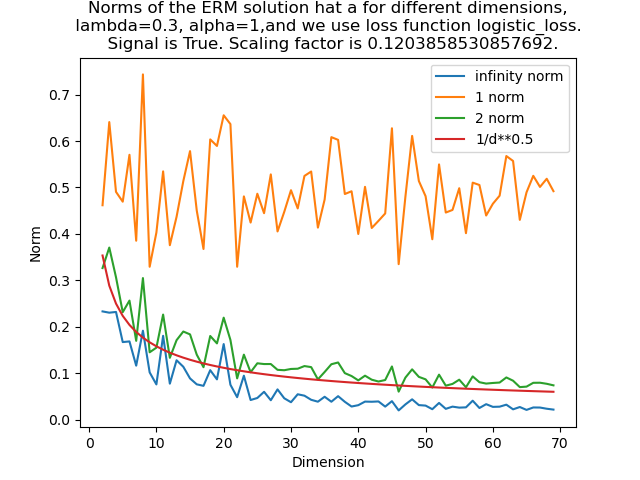 Norms of the ERM solution hat a for different dimensions,
lambda=0.3, alpha=1,and we use loss function logistic_loss.
Signal is True. Scaling factor is 0.1203858530857692.
infinity norm
1 norm
2 norm
1/d**0.5
Norm
0.7
0.6
0.5
0.4
0.3
0.2
0.1
0.0
0 10 20 30 40 50 60 70
Dimension